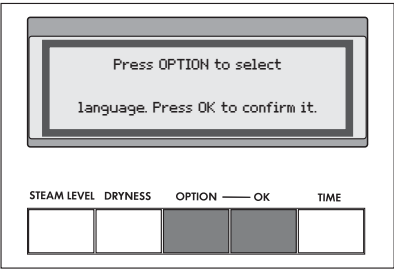 Press OPTION to select
language. Press OK to confirm it.
STEAM LEVEL DRYNESS OPTION OK TIME